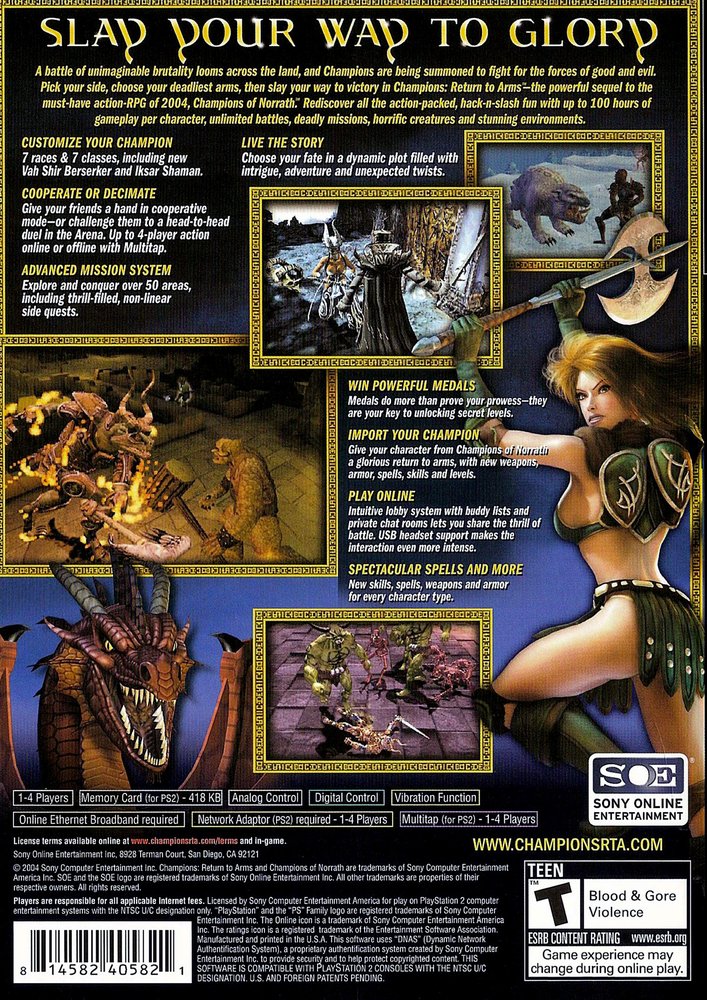 SLAY YOUR WAY TO GLORY
A battle of unimaginable brutality looms across the land, and Champions are being summoned to fight for the forces of good and evil.
Pick your side, choose your deadliest arms, then slay your way to victory in Champions: Return to Arms™–the powerful sequel to the
must-have action-RPG of 2004, Champions of Norrath.™ Rediscover all the action-packed, hack-n-slash fun with up to 100 hours of
gameplay per character, unlimited battles, deadly missions, horrific creatures and stunning environments.
CUSTOMIZE YOUR CHAMPION
7 races & 7 classes, including new
Vah Shir Berserker and Iksar Shaman.
COOPERATE OR DECIMATE
Give your friends a hand in cooperative
mode–or challenge them to a head-to-head
duel in the Arena. Up to 4-player action
online or offline with Multitap.
ADVANCED MISSION SYSTEM
Explore and conquer over 50 areas,
including thrill-filled, non-linear
side quests.
LIVE THE STORY
Choose your fate in a dynamic plot filled with
intrigue, adventure and unexpected twists.
WIN POWERFUL MEDALS
Medals do more than prove your prowess–they
are your key to unlocking secret levels.
IMPORT YOUR CHAMPION
Give your character from Champions of Norrath
a glorious return to arms, with new weapons,
armor, spells, skills and levels.
PLAY ONLINE
Intuitive lobby system with buddy lists and
private chat rooms lets you share the thrill of
battle. USB headset support makes the
interaction even more intense.
SPECTACULAR SPELLS AND MORE
New skills, spells, weapons and armor
for every character type.
SOE®
SONY ONLINE
ENTERTAINMENT
1-4 Players Memory Card (for PS2) - 418 KB Analog Control Digital Control Vibration Function
Online Ethernet Broadband required Network Adaptor (PS2) required - 1-4 Players Multitap (for PS2) - 1-4 Players
License terms available online at www.championsrta.com/terms and in-game.
WWW.CHAMPIONSRTA.COM
Sony Online Entertainment Inc, 8928 Terman Court, San Diego, CA 92121
© 2004 Sony Computer Entertainment Inc. Champions: Return to Arms and Champions of Norrath are trademarks of Sony Computer Entertainment
America Inc. SOE and the SOE logo are registered trademarks of Sony Online Entertainment Inc. All other trademarks are properties of their
respective owners. All rights reserved.
Players are responsible for all applicable Internet fees. Licensed by Sony Computer Entertainment America for play on PlayStation 2 computer
entertainment systems with the NTSC U/C designation only. "PlayStation" and the "PS" Family logo are registered trademarks of Sony Computer
Entertainment Inc. The Online icon is a trademark of Sony Computer Entertainment America
Inc. The ratings icon is a registered trademark of the Entertainment Software Association.
Manufactured and printed in the U.S.A. This software uses "DNAS" (Dynamic Network
Authentification System), a proprietary authentification system created by Sony Computer
Entertainment Inc. to provide security and to help protect copyrighted content. THIS
SOFTWARE IS COMPATIBLE WITH PLAYSTATION 2 CONSOLES WITH THE NTSC U/C
DESIGNATION. U.S. AND FOREIGN PATENTS PENDING.
8 14582 40582 1
TEEN
T™
Blood & Gore
Violence
ESRB CONTENT RATING www.esrb.org
Game experience may
change during online play.